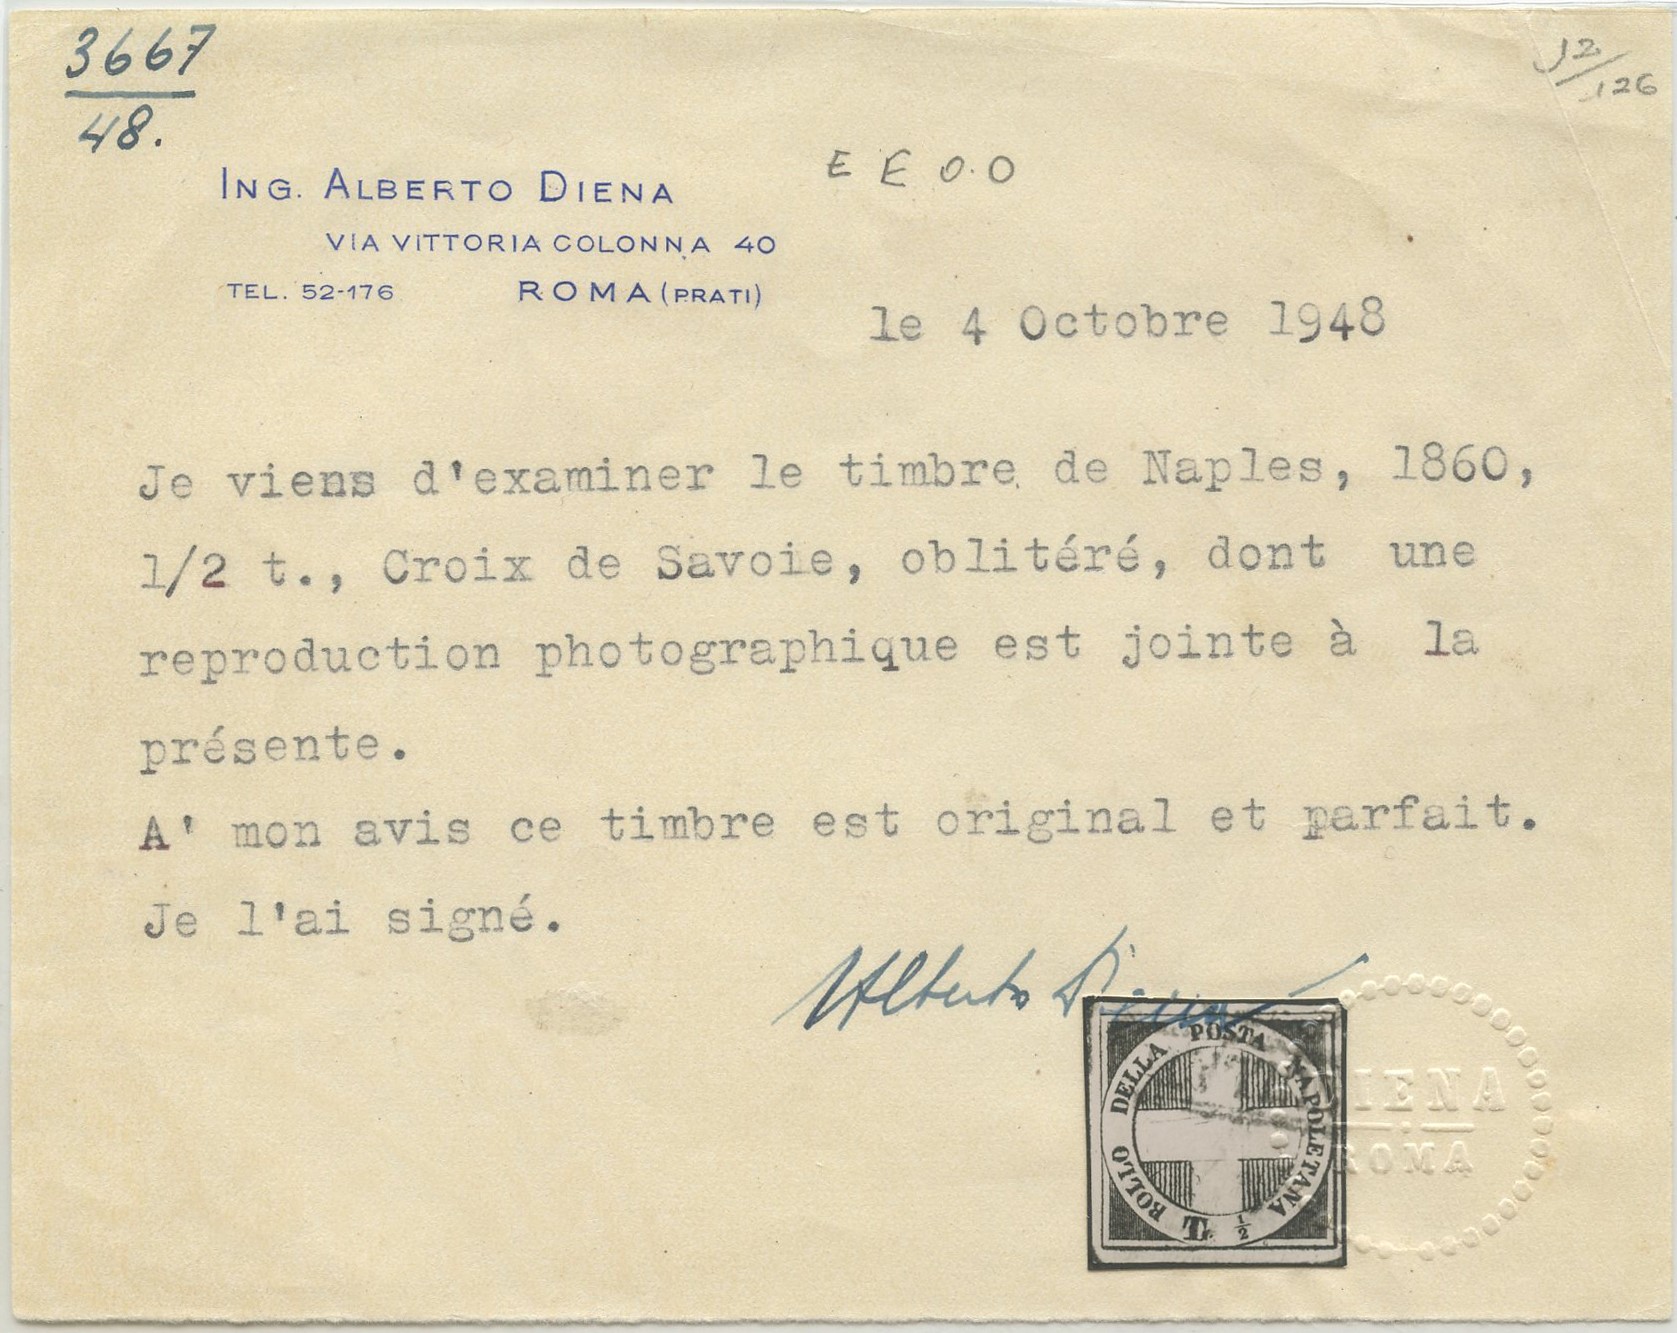 3667
48.
J2/126
E E O.O
ING. ALBERTO DIENA
VIA VITTORIA COLONNA 40
TEL. 52-176 ROMA (PRATI)
le 4 Octobre 1948
Je viens d'examiner le timbre de Naples, 1860,
1/2 t., Croix de Savoie, oblitéré, dont une
reproduction photographique est jointe à la
présente.
A' mon avis ce timbre est original et parfait.
Je l'ai signé.
Alberto Diena
BOLLO DELLA POSTA NAPOLETANA
T 1/2
DIENA
ROMA